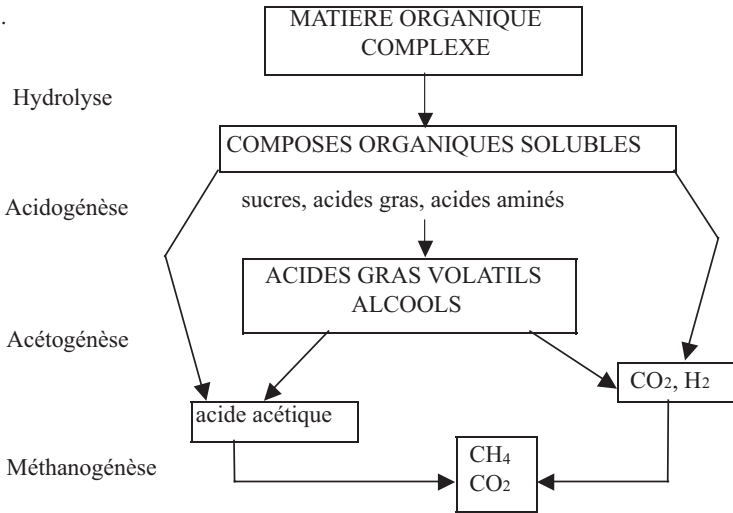 .
MATIERE ORGANIQUE
COMPLEXE
Hydrolyse
COMPOSES ORGANIQUES SOLUBLES
Acidogénèse
sucres, acides gras, acides aminés
ACIDES GRAS VOLATILS
ALCOOLS
Acétogénèse
CO2, H2
acide acétique
Méthanogénèse
CH4
CO2